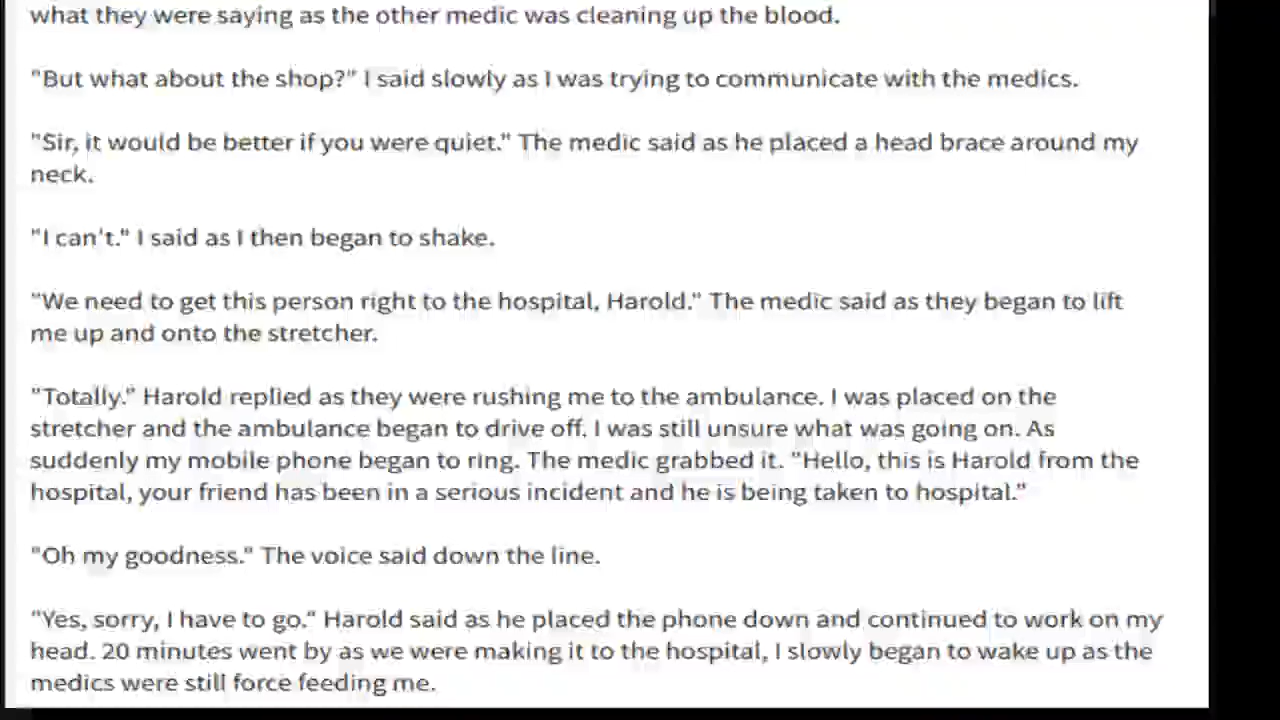 what they were saying as the other medic was cleaning up the blood.
"But what about the shop?" I said slowly as I was trying to communicate with the medics.
"Sir, it would be better if you were quiet." The medic said as he placed a head brace around my
neck.
"I can't." I said as I then began to shake.
"We need to get this person right to the hospital, Harold." The medic said as they began to lift
me up and onto the stretcher.
"Totally." Harold replied as they were rushing me to the ambulance. I was placed on the
stretcher and the ambulance began to drive off. I was still unsure what was going on. As
suddenly my mobile phone began to ring. The medic grabbed it. "Hello, this is Harold from the
hospital, your friend has been in a serious incident and he is being taken to hospital."
"Oh my goodness." The voice said down the line.
"Yes, sorry, I have to go." Harold said as he placed the phone down and continued to work on my
head. 20 minutes went by as we were making it to the hospital, I slowly began to wake up as the
medics were still force feeding me.